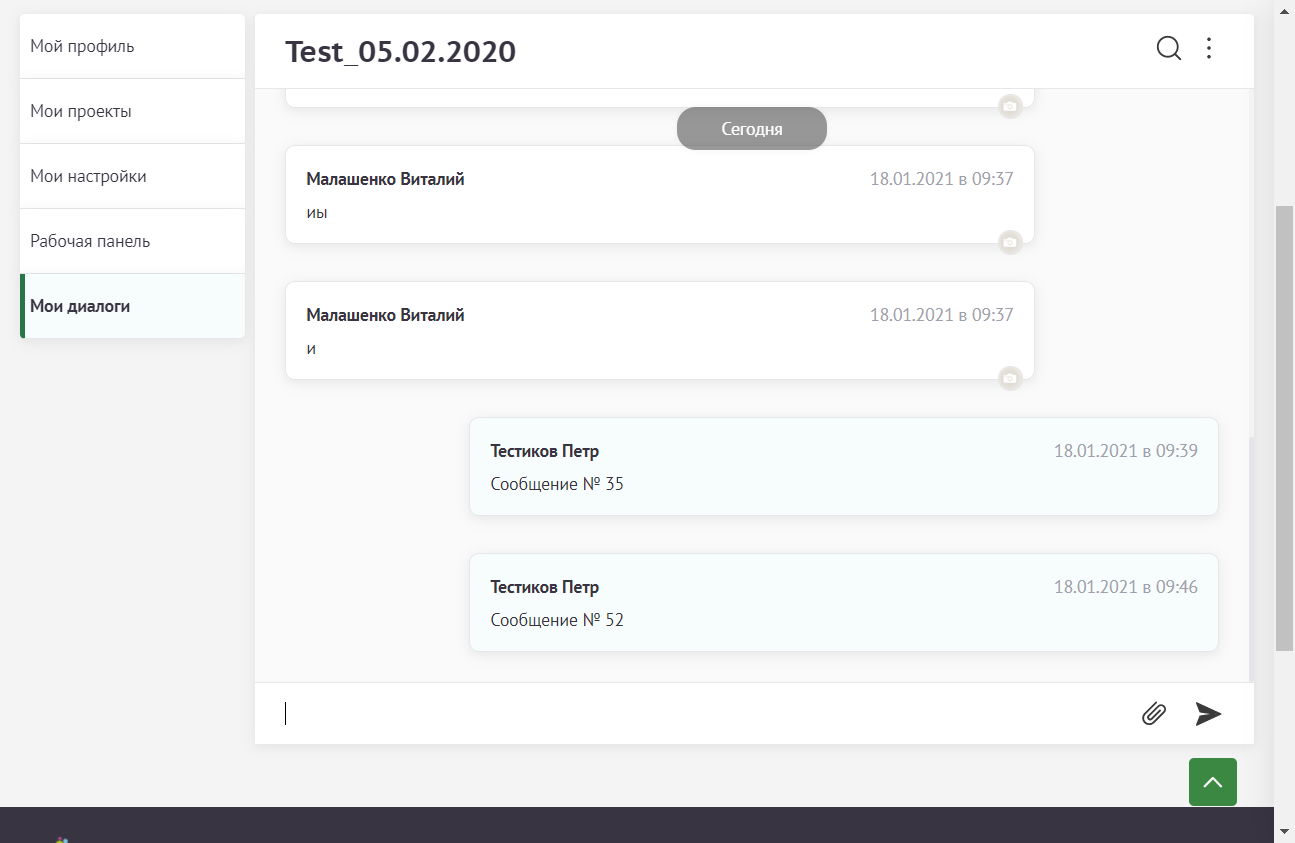 Мой профиль
Мои проекты
Мои настройки
Рабочая панель
Мои диалоги
Test_05.02.2020
Сегодня
Малашенко Виталий 18.01.2021 в 09:37
иы
Малашенко Виталий 18.01.2021 в 09:37
и
Тестиков Петр 18.01.2021 в 09:39
Сообщение № 35
Тестиков Петр 18.01.2021 в 09:46
Сообщение № 52